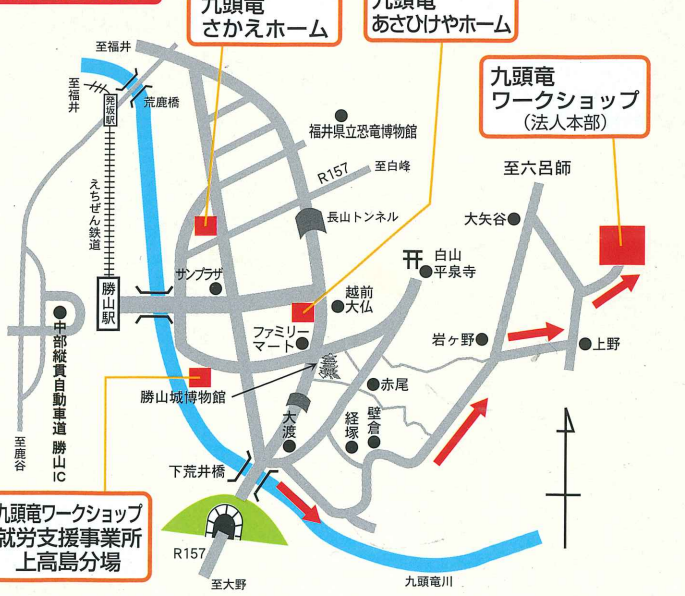 九頭竜
さかえホーム
九頭竜
あさひけやホーム
九頭竜
ワークショップ
（法人本部）
至福井
至福井
発坂駅
荒鹿橋
福井県立恐竜博物館
R157
至白峰
至六呂師
長山トンネル
大矢谷
えちぜん鉄道
白山
平泉寺
サンプラザ
勝山駅
越前
大仏
ファミリー
マート
岩ヶ野
上野
中部縦貫自動車道 勝山IC
勝山城博物館
赤尾
大渡
経塚
壁倉
至鹿谷
下荒井橋
九頭竜ワークショップ
就労支援事業所
上高島分場
R157
至大野
九頭竜川